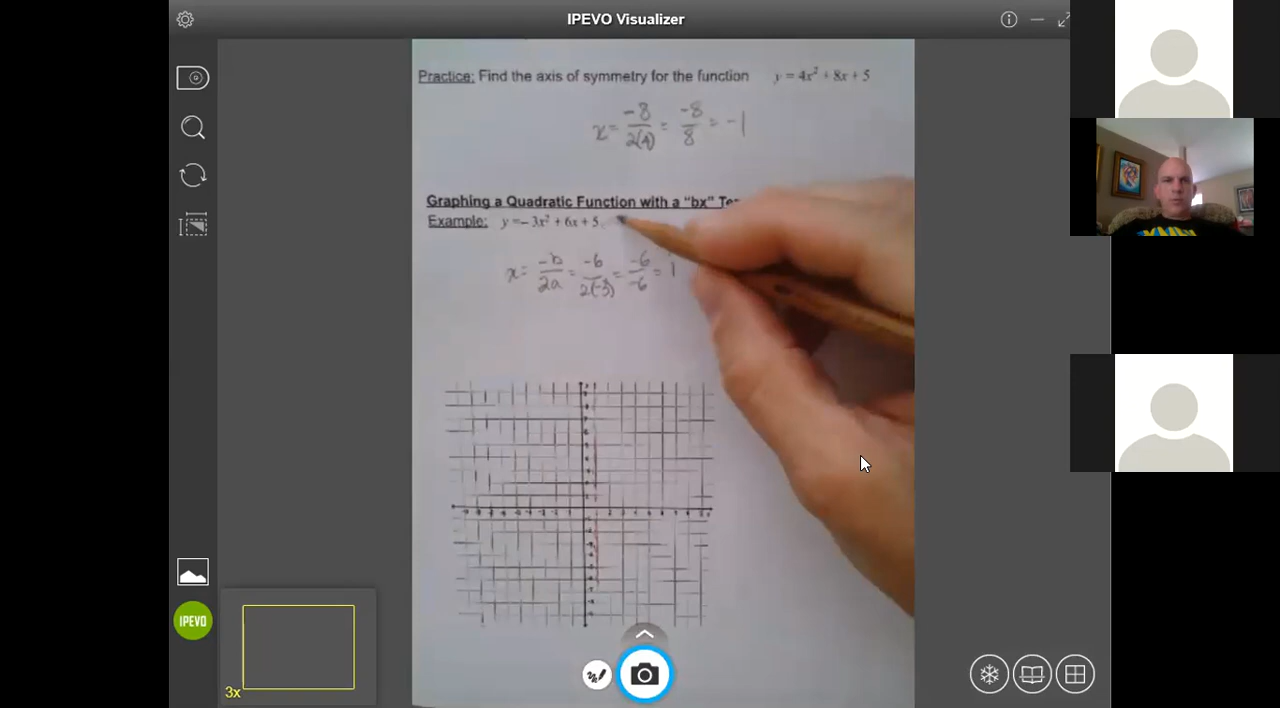 IPEVO Visualizer
Practice: Find the axis of symmetry for the function y = 4x² + 8x + 5
x = -8/2(4) = -8/8 = -1
Graphing a Quadratic Function with a "bx"
Example: y = - 3x² + 6x + 5
x = -b/2a = -6/2(-3) = -6/-6 = 1
IPEVO
3x